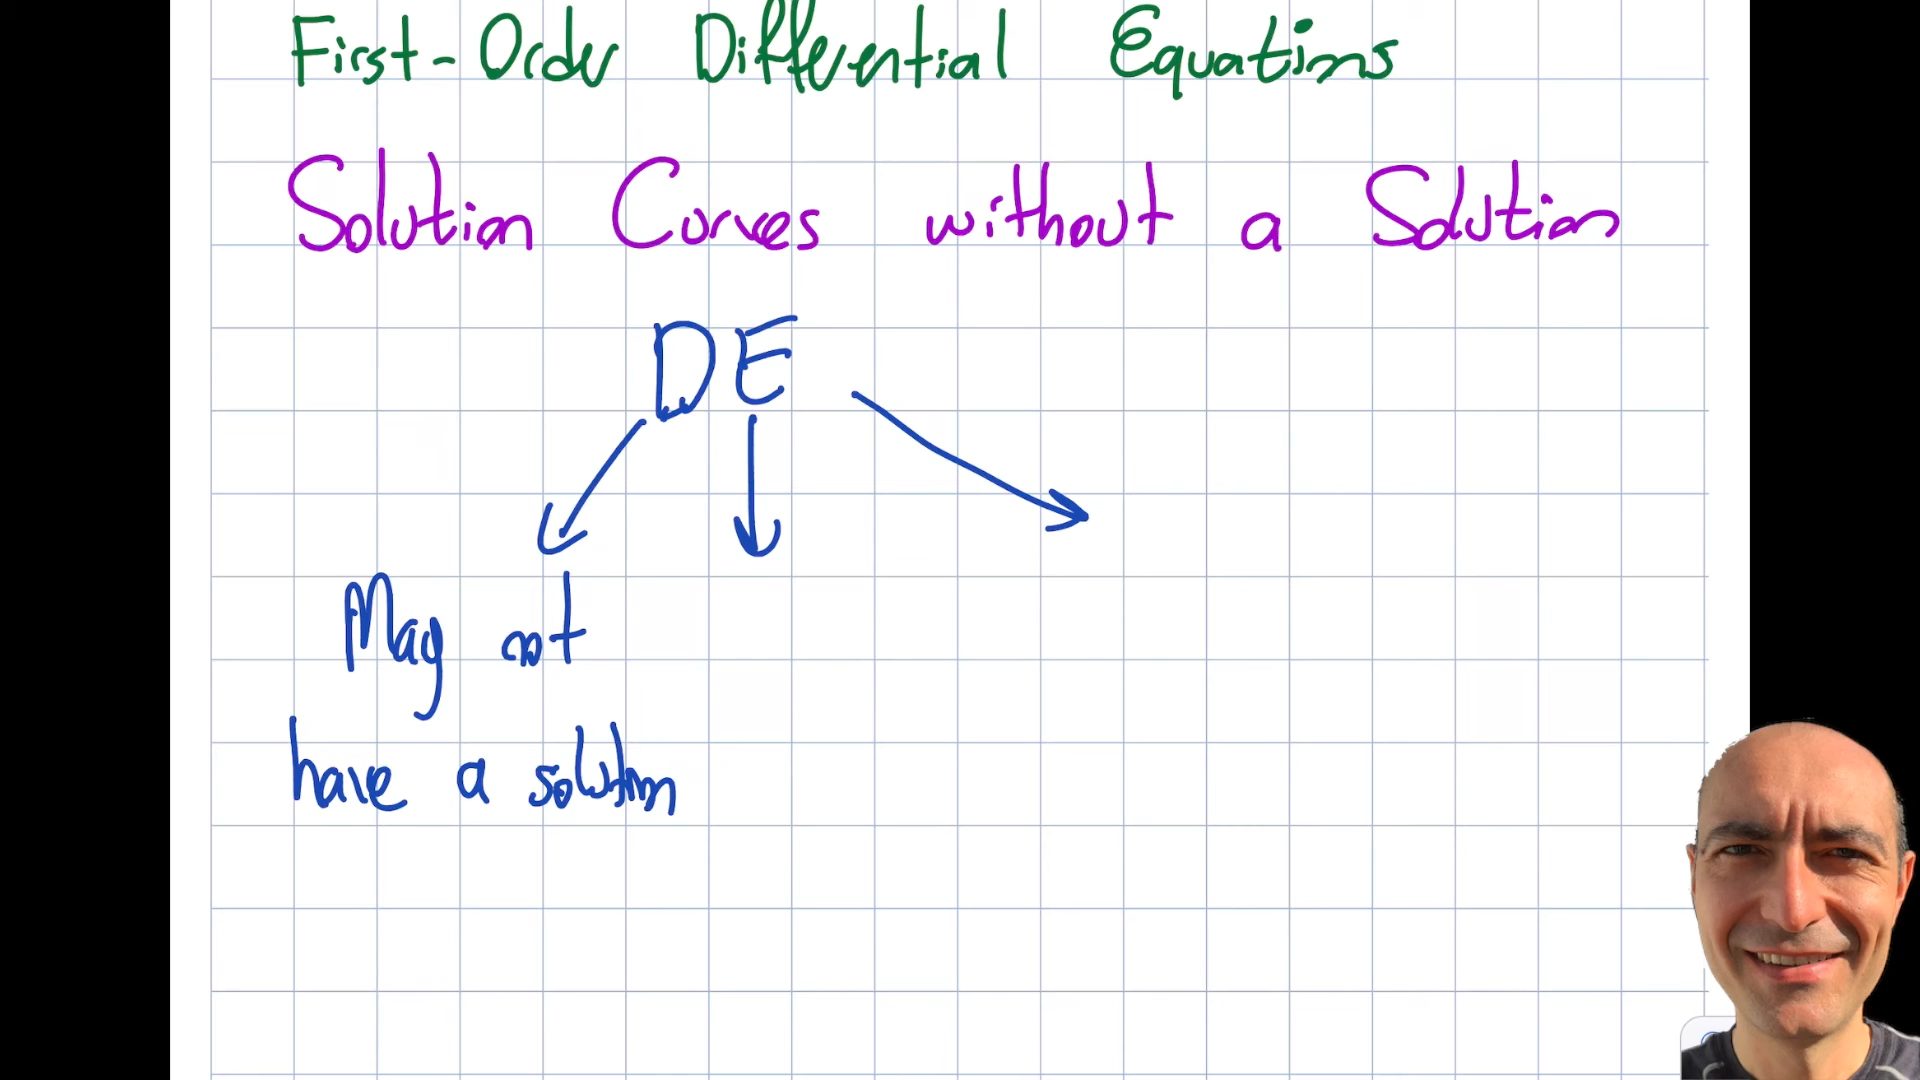 First-Order Differential Equations
Solution Curves without a Solution
DE
May not
have a solution